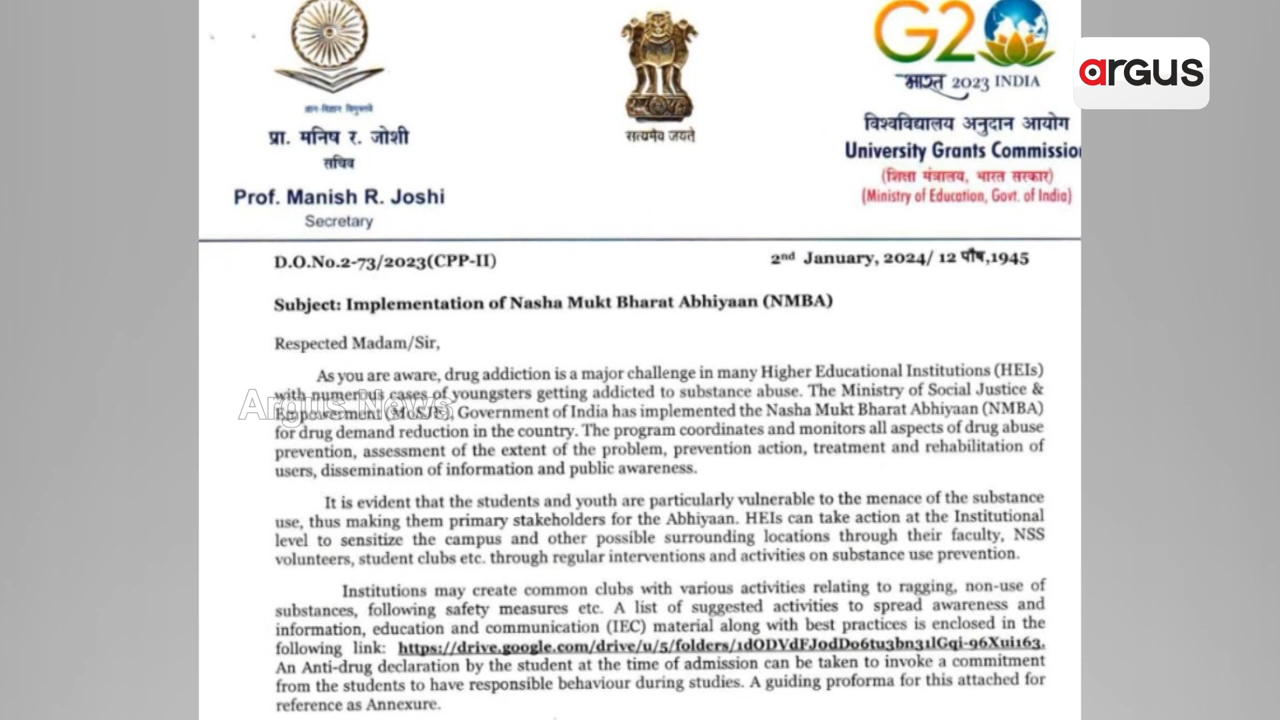 G20
भारत 2023 INDIA
argus
ज्ञान-विज्ञान विमुक्तये
सत्यमेव जयते
प्रा. मनिष र. जोशी
सचिव
Prof. Manish R. Joshi
Secretary
विश्वविद्यालय अनुदान आयोग
University Grants Commissio
(शिक्षा मंत्रालय, भारत सरकार)
(Ministry of Education, Govt. of India)
D.O.No.2-73/2023(CPP-II)
2nd January, 2024/ 12 पौष,1945
Subject: Implementation of Nasha Mukt Bharat Abhiyaan (NMBA)
Respected Madam/Sir,
As you are aware, drug addiction is a major challenge in many Higher Educational Institutions (HEIs)
with numerous cases of youngsters getting addicted to substance abuse. The Ministry of Social Justice &
Empowerment (MoSJE), Government of India has implemented the Nasha Mukt Bharat Abhiyaan (NMBA)
for drug demand reduction in the country. The program coordinates and monitors all aspects of drug abuse
prevention, assessment of the extent of the problem, prevention action, treatment and rehabilitation of
users, dissemination of information and public awareness.
Argus News
It is evident that the students and youth are particularly vulnerable to the menace of the substance
use, thus making them primary stakeholders for the Abhiyaan. HEIs can take action at the Institutional
level to sensitize the campus and other possible surrounding locations through their faculty, NSS
volunteers, student clubs etc. through regular interventions and activities on substance use prevention.
Institutions may create common clubs with various activities relating to ragging, non-use of
substances, following safety measures etc. A list of suggested activities to spread awareness and
information, education and communication (IEC) material along with best practices is enclosed in the
following link: https://drive.google.com/drive/u/5/folders/1dODVdFJodDo6tu3bn31lGqi-96Xui163.
An Anti-drug declaration by the student at the time of admission can be taken to invoke a commitment
from the students to have responsible behaviour during studies. A guiding proforma for this attached for
reference as Annexure.